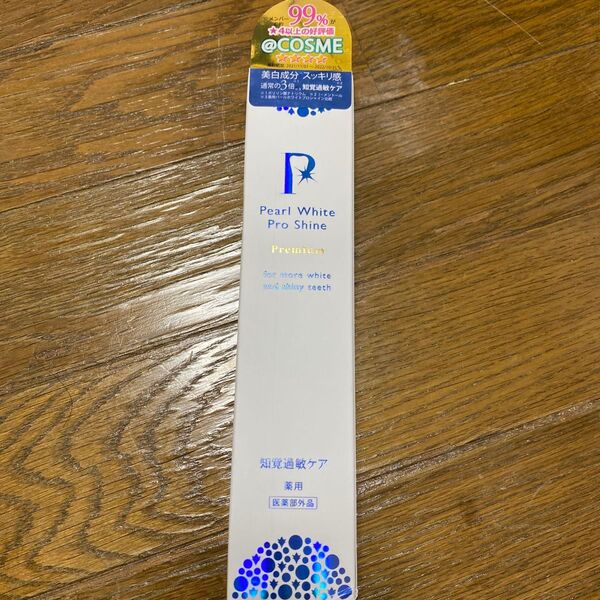 メンバー99%が
★4以上の好評価
@COSME
美白成分 スッキリ感
通常の3倍 知覚過敏ケア
P
Pearl White
Pro Shine
Premium
for more white
and shiny teeth
知覚過敏ケア
薬用
医薬部外品